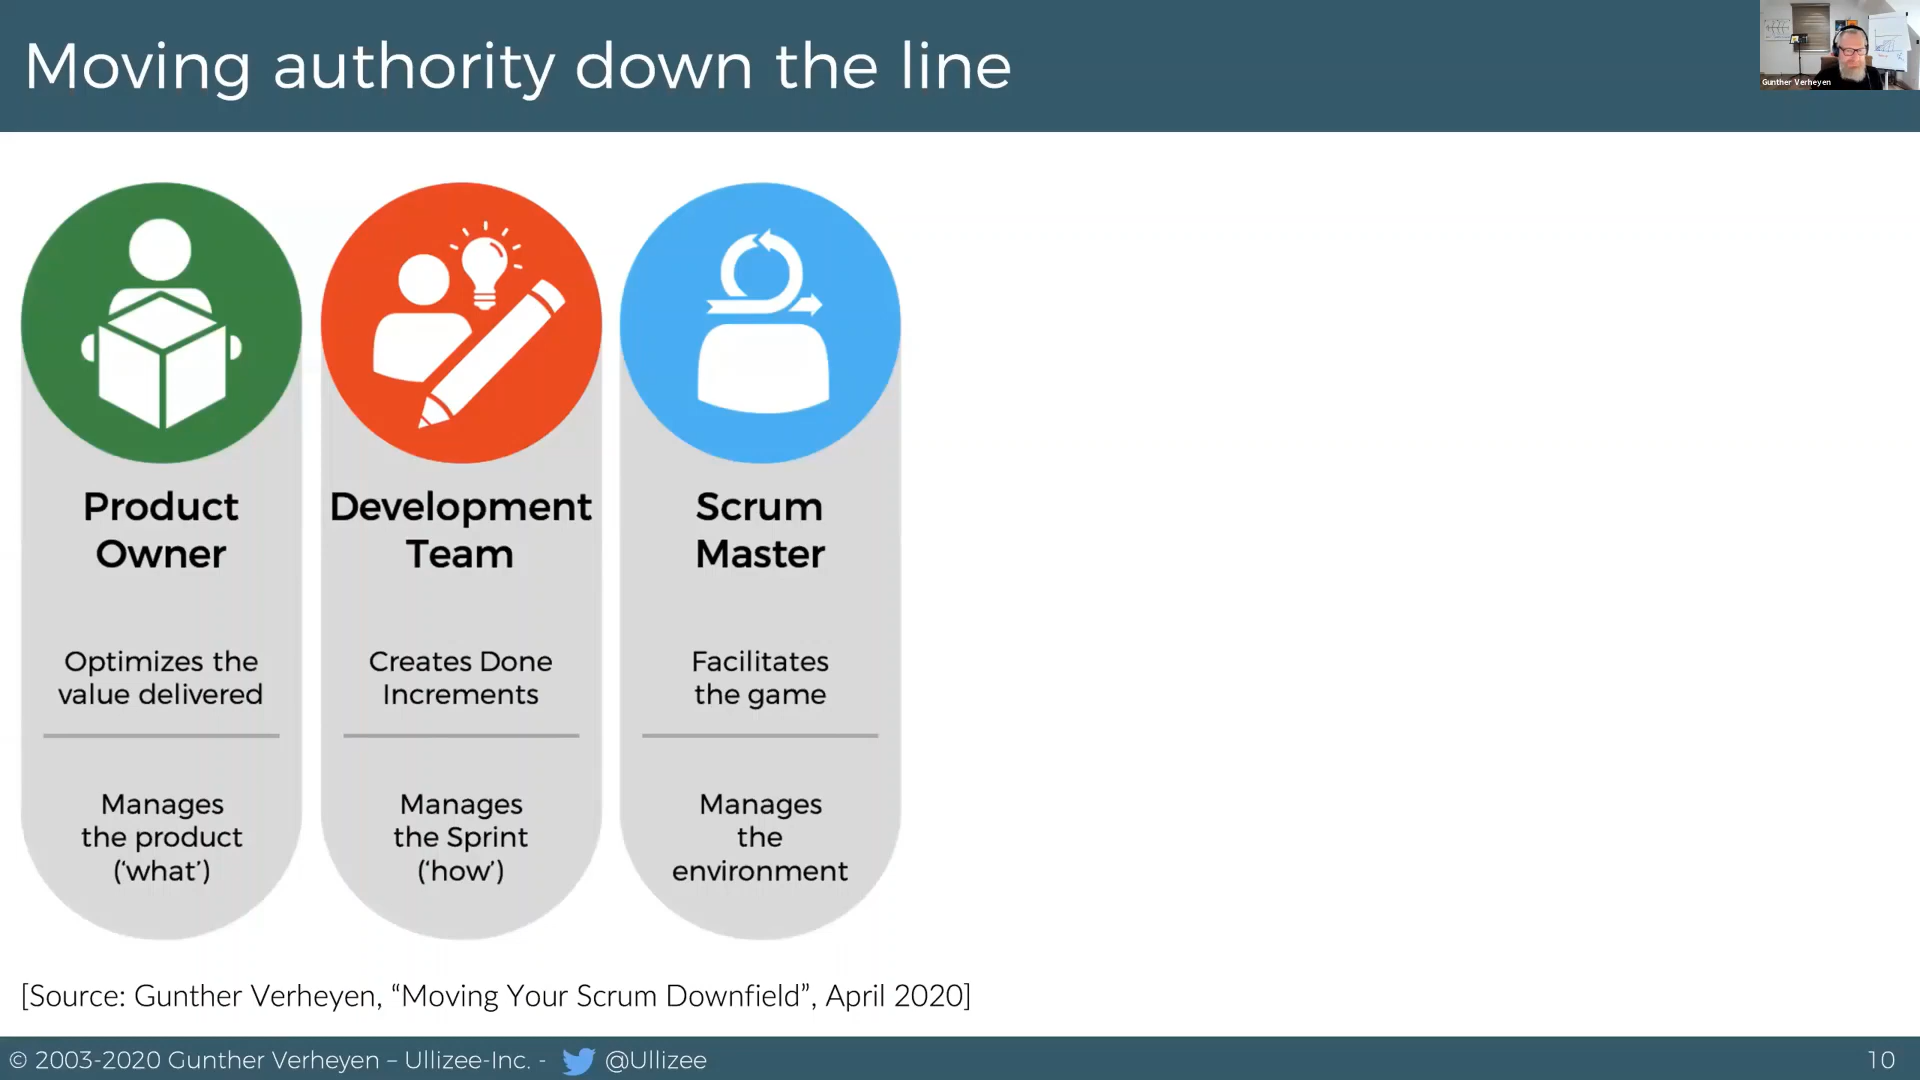 Moving authority down the line
Gunther Verheyen
Product
Owner
Optimizes the
value delivered
Manages
the product
(‘what’)
Development
Team
Creates Done
Increments
Manages
the Sprint
(‘how’)
Scrum
Master
Facilitates
the game
Manages
the
environment
[Source: Gunther Verheyen, “Moving Your Scrum Downfield”, April 2020]
© 2003-2020 Gunther Verheyen – Ullizee-Inc. - @Ullizee
10